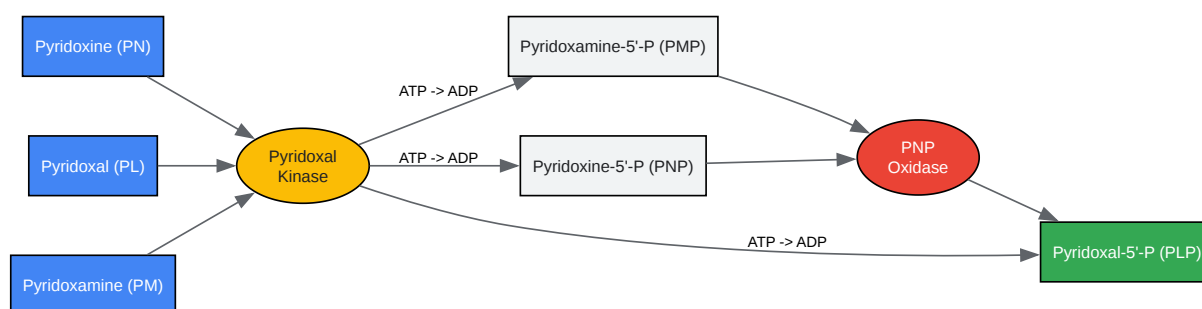 Pyridoxine (PN)
Pyridoxamine-5'-P (PMP)
ATP -> ADP
Pyridoxal (PL)
Pyridoxal
Kinase
ATP -> ADP
Pyridoxine-5'-P (PNP)
PNP
Oxidase
ATP -> ADP
Pyridoxal-5'-P (PLP)
Pyridoxamine (PM)